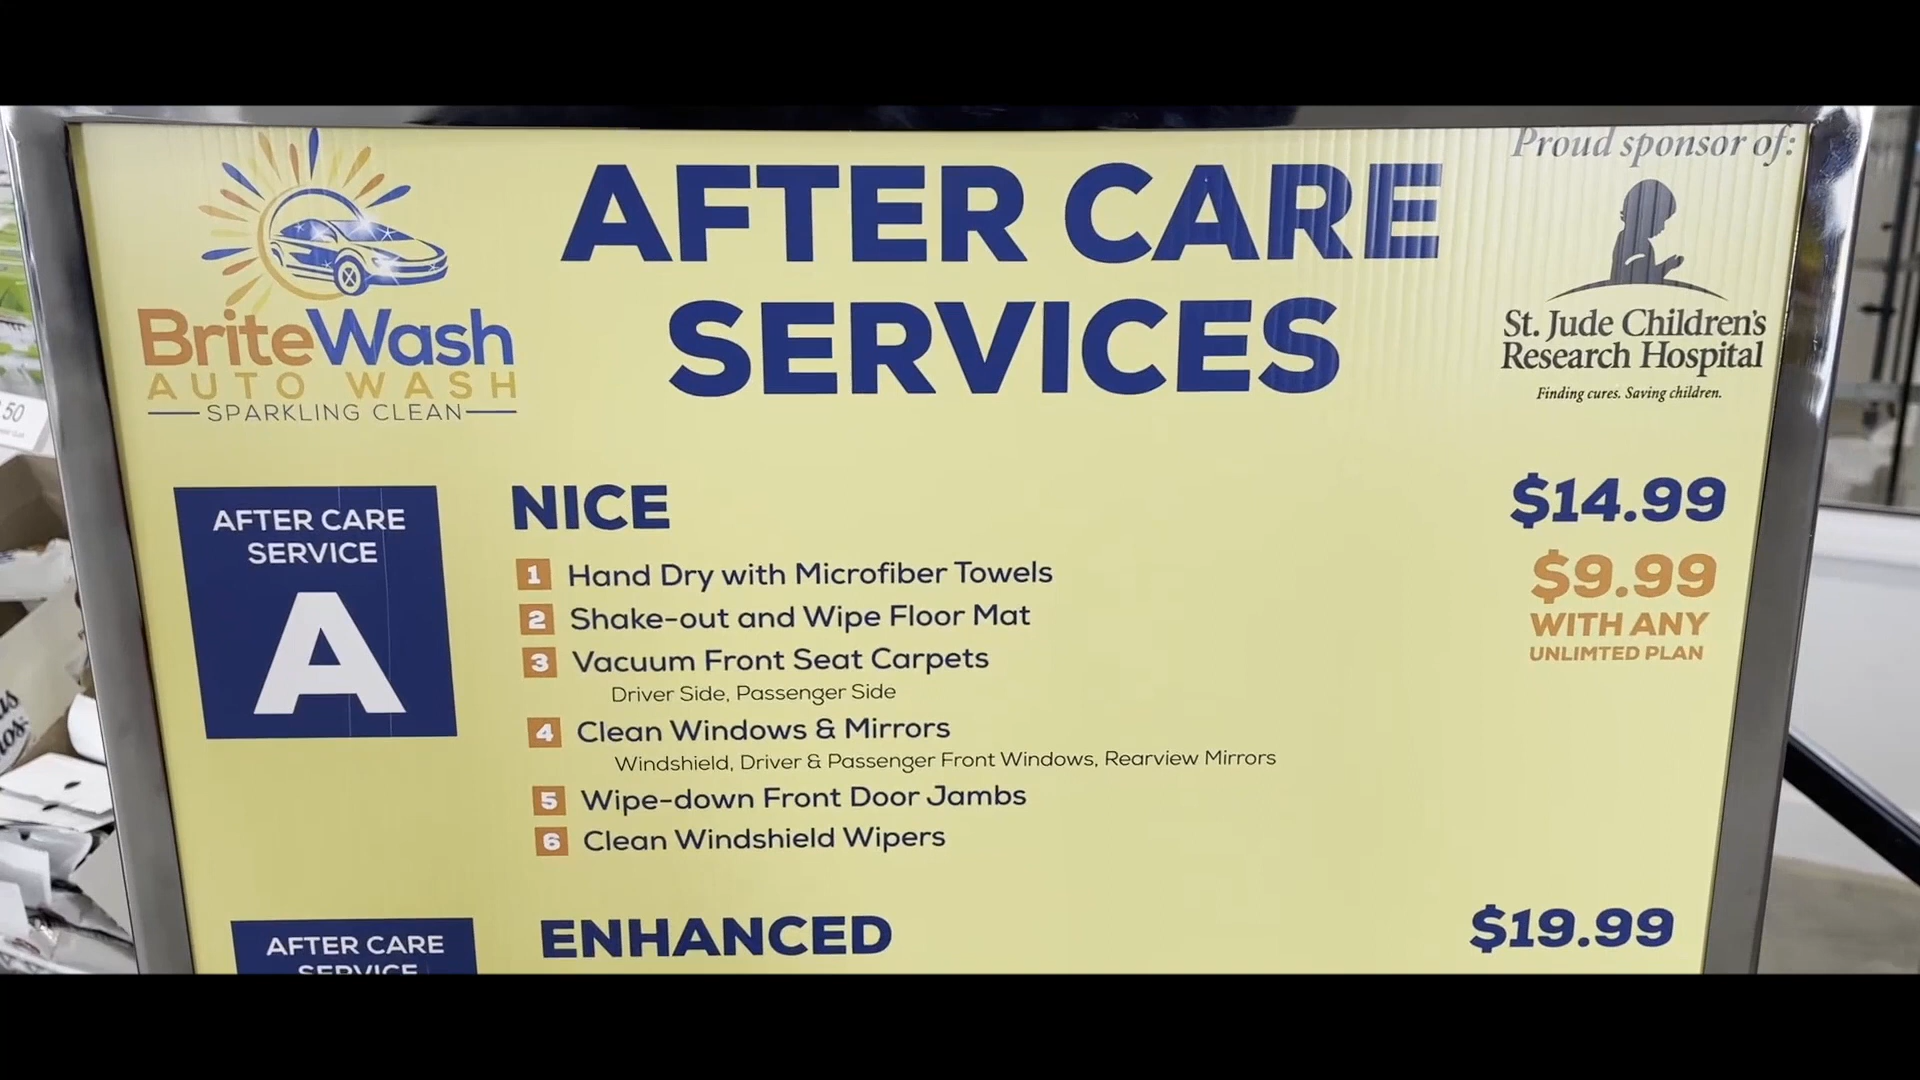 Proud sponsor of:
AFTER CARE
SERVICES
BriteWash
AUTO WASH
SPARKLING CLEAN
St. Jude Children's
Research Hospital
Finding cures. Saving children.
AFTER CARE
SERVICE
A
NICE
$14.99
$9.99
WITH ANY
UNLIMTED PLAN
1 Hand Dry with Microfiber Towels
2 Shake-out and Wipe Floor Mat
3 Vacuum Front Seat Carpets
Driver Side, Passenger Side
4 Clean Windows & Mirrors
Windshield, Driver & Passenger Front Windows, Rearview Mirrors
5 Wipe-down Front Door Jambs
6 Clean Windshield Wipers
AFTER CARE
SERVICE
ENHANCED
$19.99
.50